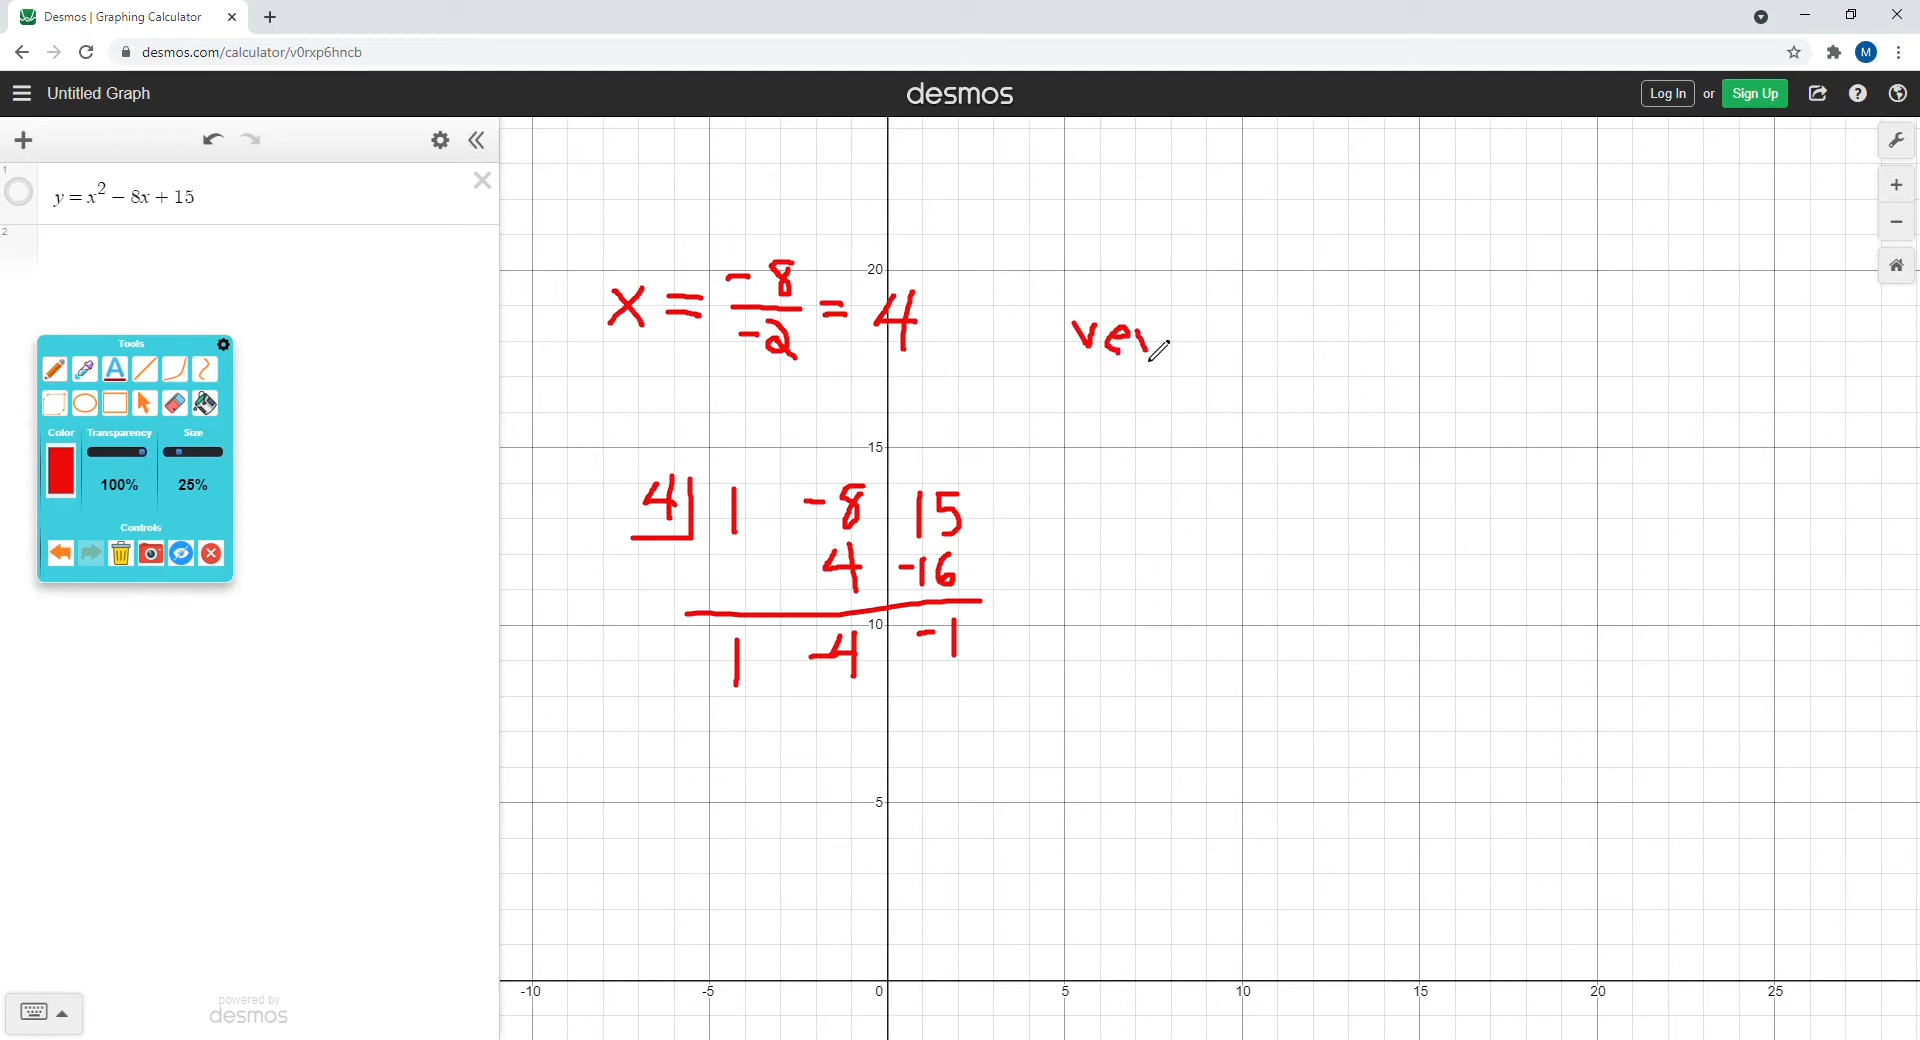 Desmos | Graphing Calculator
desmos.com/calculator/v0rxp6hncb
M
Untitled Graph
desmos
Log In or Sign Up
1
y = x² − 8x + 15
2
x = -8/-2 = 4
ver
Tools
Color Transparency Size
100% 25%
Controls
4 1 -8 15
4 -16
1 -4 -1
20
15
10
5
-10 -5 0 5 10 15 20 25
powered by
desmos